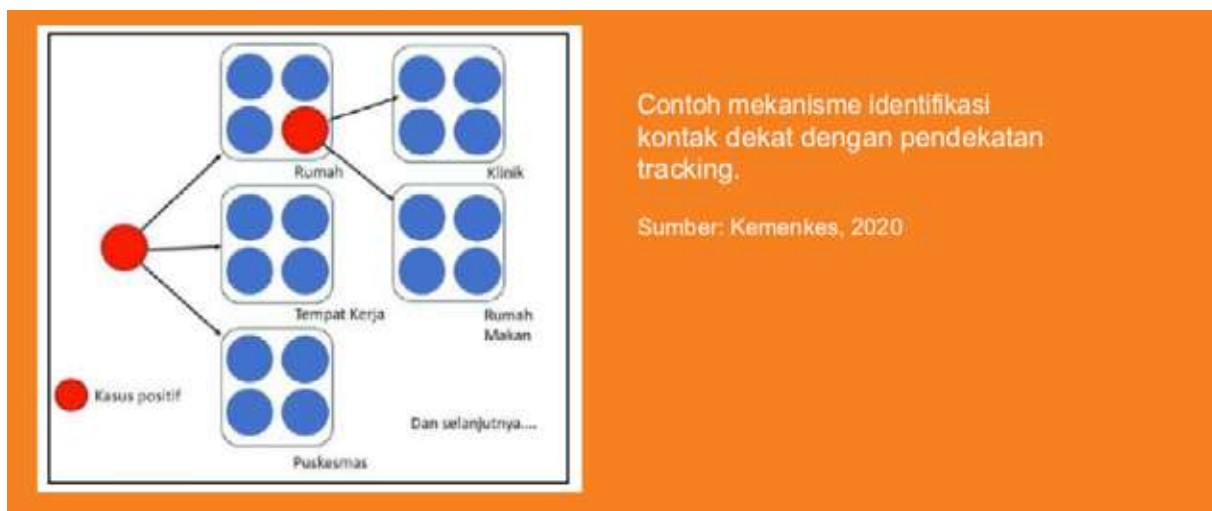 Rumah
Klinik
Tempat Kerja
Rumah
Makan
Kasus positif
Dan selanjutnya....
Puskesmas
Contoh mekanisme identifikasi
kontak dekat dengan pendekatan
tracking.
Sumber: Kemenkes, 2020